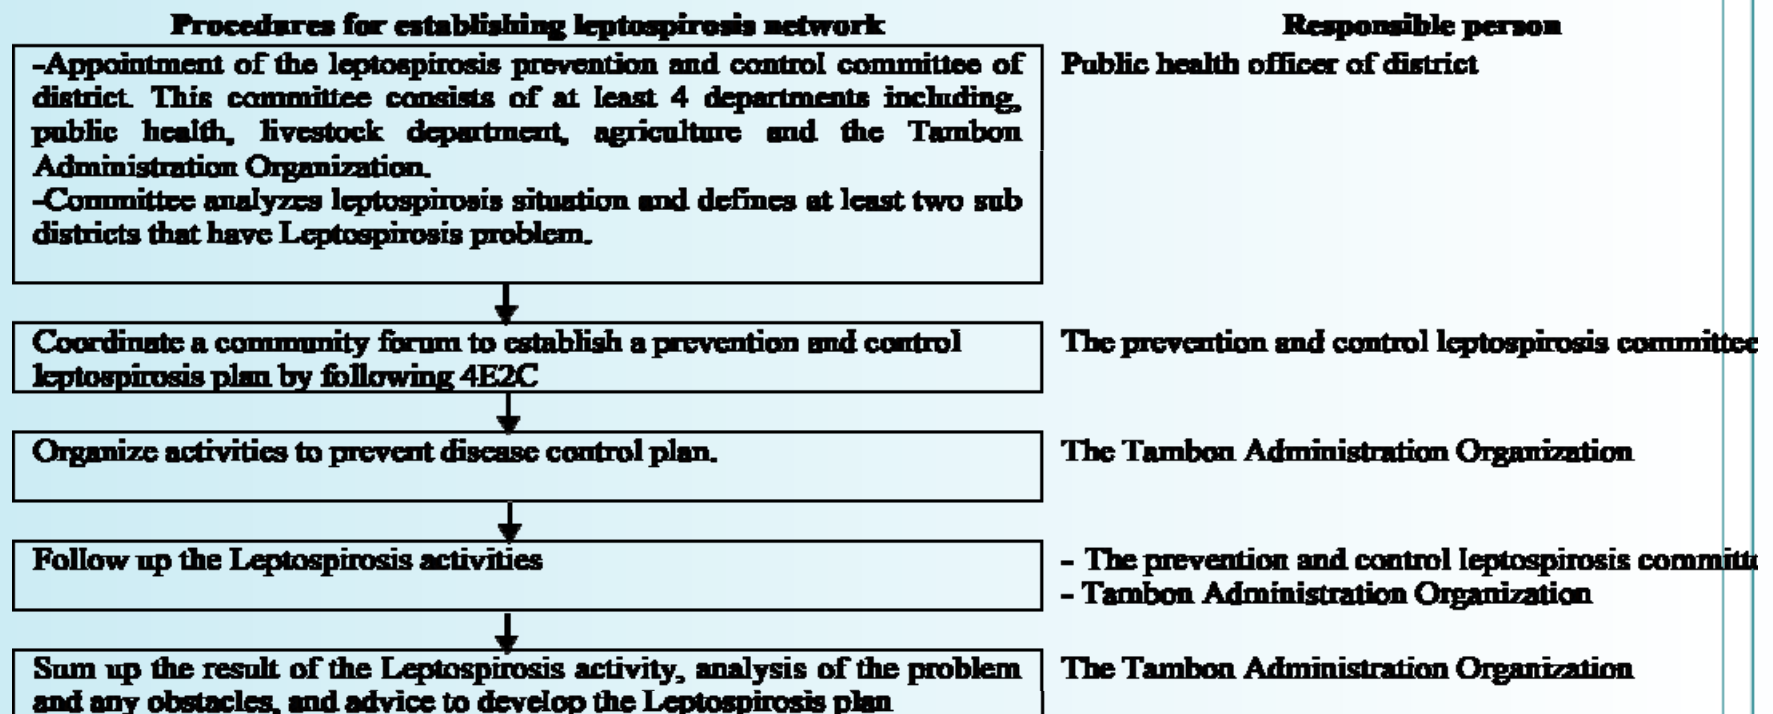 Procedures for establishing leptospirosis network
Responsible person
-Appointment of the leptospirosis prevention and control committee of
district. This committee consists of at least 4 departments including,
public health, livestock department, agriculture and the Tambon
Administration Organization.
-Committee analyzes leptospirosis situation and defines at least two sub
districts that have Leptospirosis problem.
Public health officer of district
Coordinate a community forum to establish a prevention and control
leptospirosis plan by following 4E2C
The prevention and control leptospirosis committee
Organize activities to prevent disease control plan.
The Tambon Administration Organization
Follow up the Leptospirosis activities
- The prevention and control leptospirosis committe
- Tambon Administration Organization
Sum up the result of the Leptospirosis activity, analysis of the problem
and any obstacles, and advice to develop the Leptospirosis plan
The Tambon Administration Organization